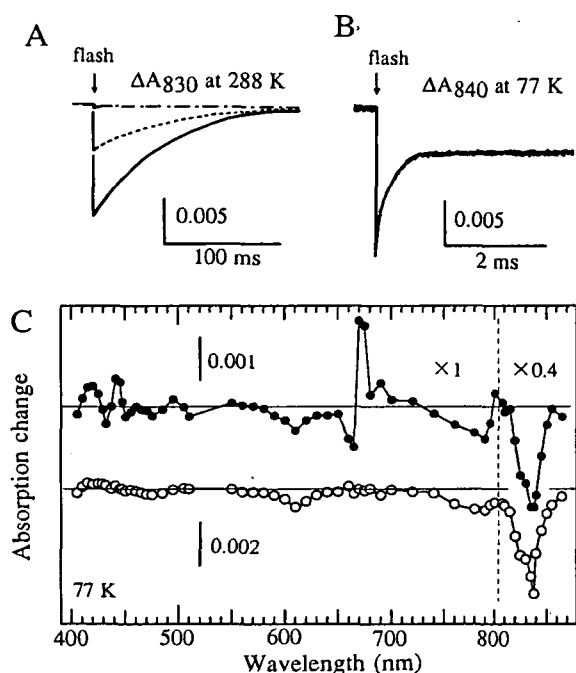 A
flash
ΔA830 at 288 K
0.005
100 ms
B
flash
ΔA840 at 77 K
0.005
2 ms
C
Absorption change
0.001
×1
×0.4
0.002
77 K
400 500 600 700 800
Wavelength (nm)